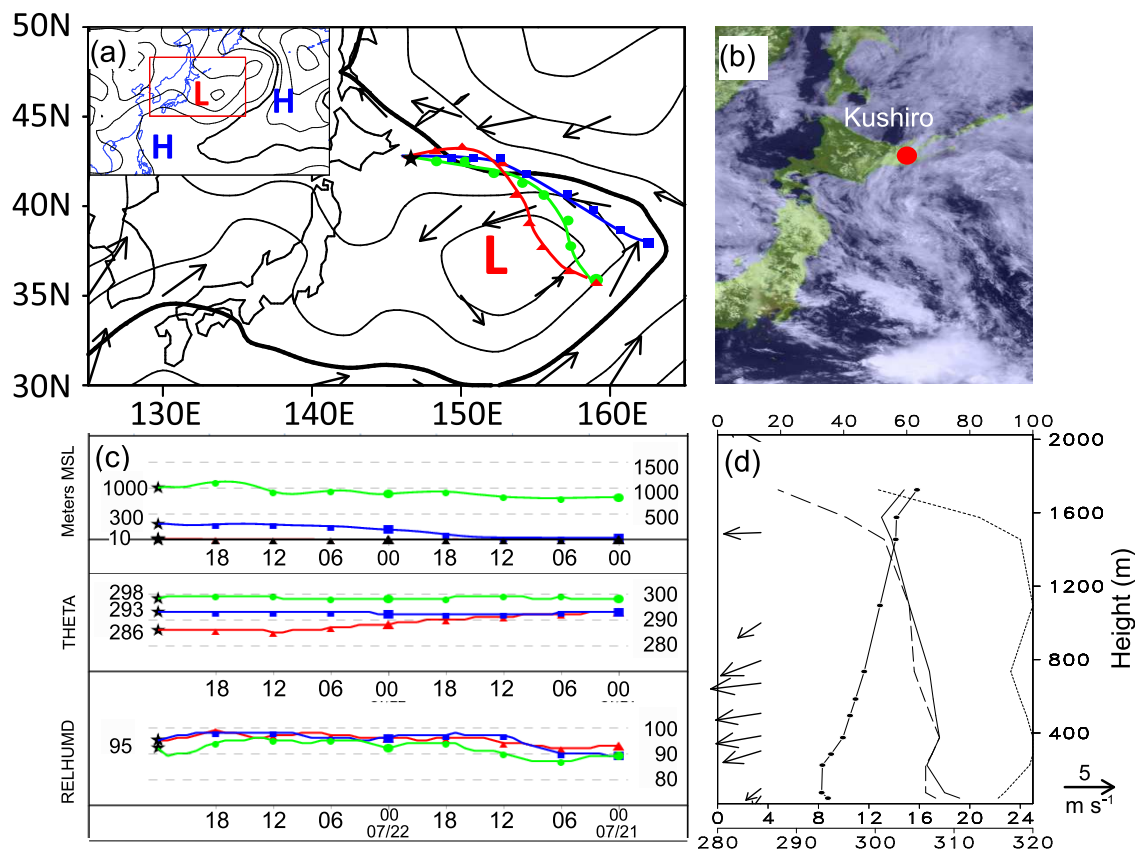 50N
45N
40N
35N
30N
(a)
L
H
H
L
130E
140E
150E
160E
(b)
Kushiro
(c)
Meters MSL
1000
300
10
1500
1000
500
18
12
06
00
18
12
06
00
THETA
298
293
286
300
290
280
18
12
06
00
18
12
06
00
RELHUMD
95
100
90
80
18
12
06
00
18
12
06
00
07/22
07/21
(d)
0
20
40
60
80
100
2000
1600
1200
800
400
Height (m)
5
m s⁻¹
0
4
8
12
16
20
24
280
290
300
310
320